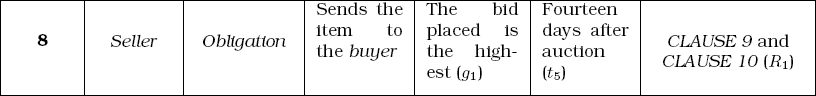 8
Seller
Obligation
Sends the
item to
the buyer
The bid
placed is
the high-
est (g₁)
Fourteen
days after
auction
(t₅)
CLAUSE 9 and
CLAUSE 10 (R₁)